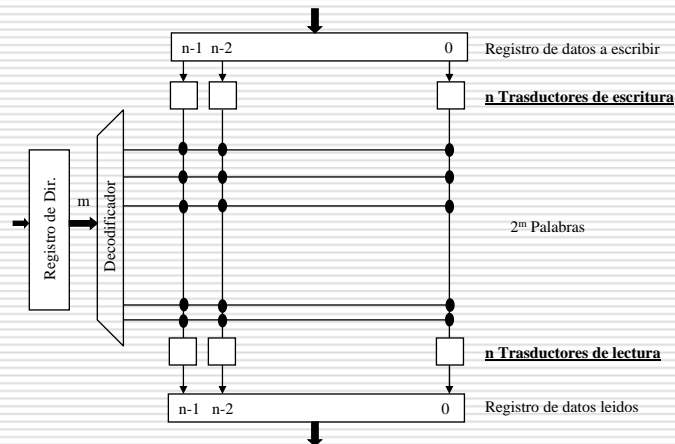 n-1 n-2 0 Registro de datos a escribir
n Trasductores de escritura
Registro de Dir.
m
Decodificador
2ᵐ Palabras
n Trasductores de lectura
n-1 n-2 0 Registro de datos leidos